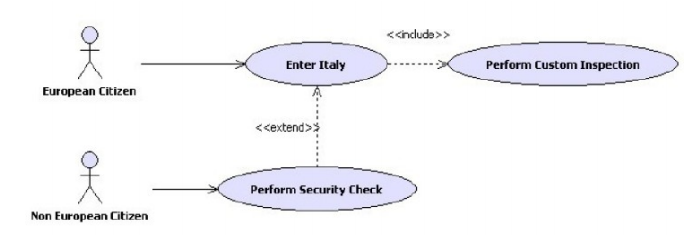 <<include>>
Enter Italy
Perform Custom Inspection
European Citizen
<<extend>>
Perform Security Check
Non European Citizen